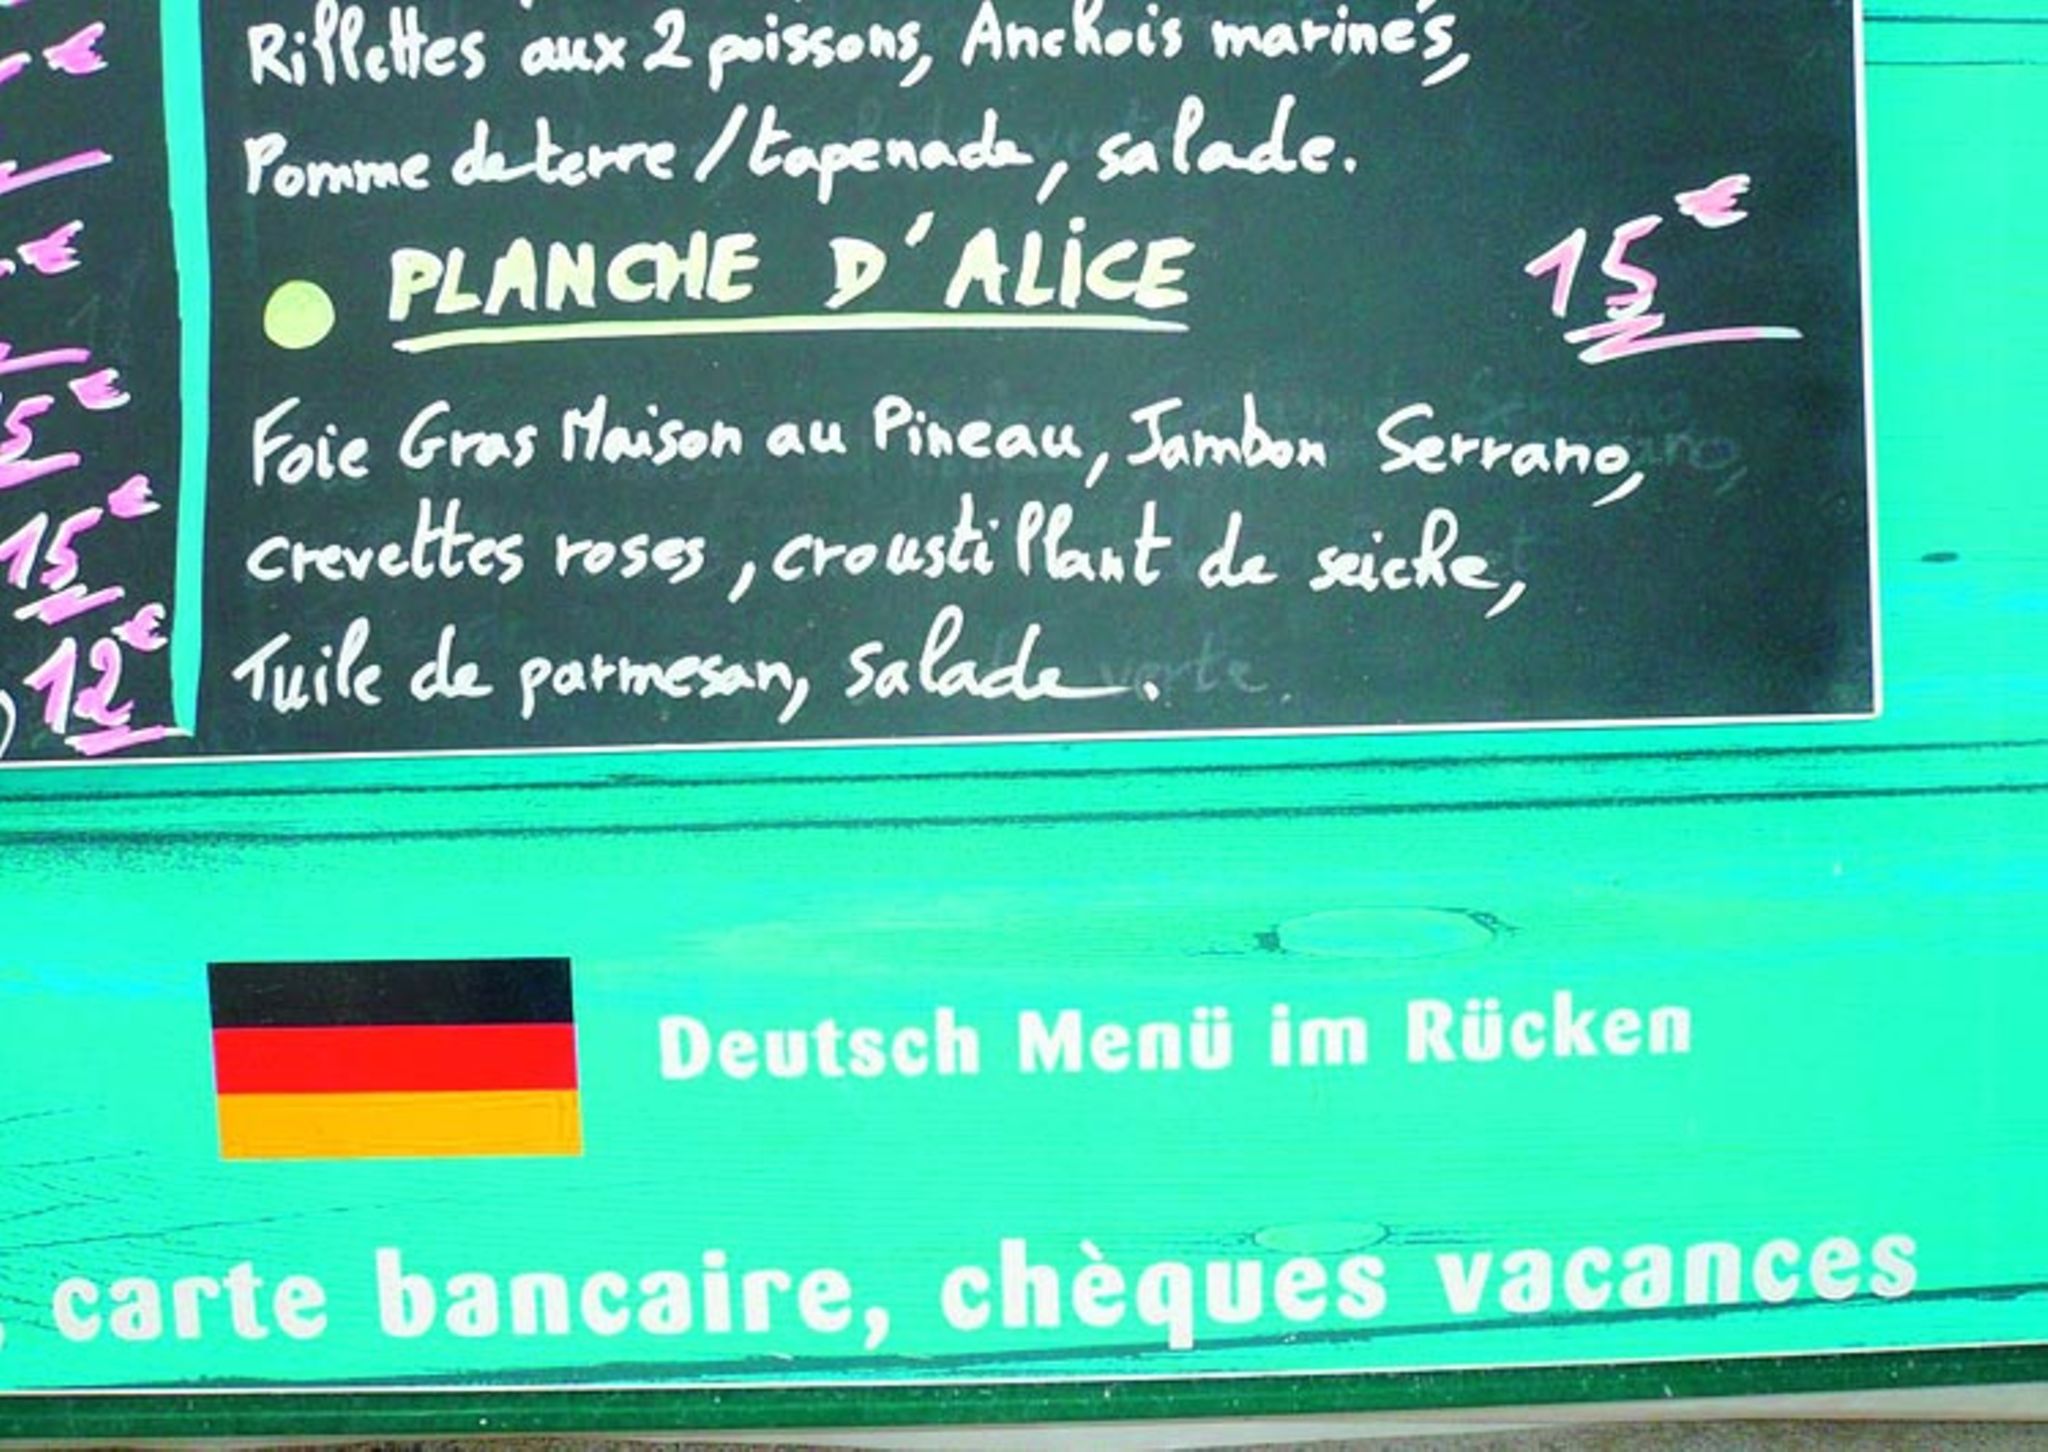 Rillettes aux 2 poissons, Anchois marinés,
Pomme de terre / tapenade, salade.
PLANCHE D'ALiCE 15€
Foie Gras Maison au Pineau, Jambon Serrano,
crevettes roses, croustillant de seiche,
Tuile de parmesan, salade.
15€
12€
Deutsch Menü im Rücken
, carte bancaire, chèques vacances